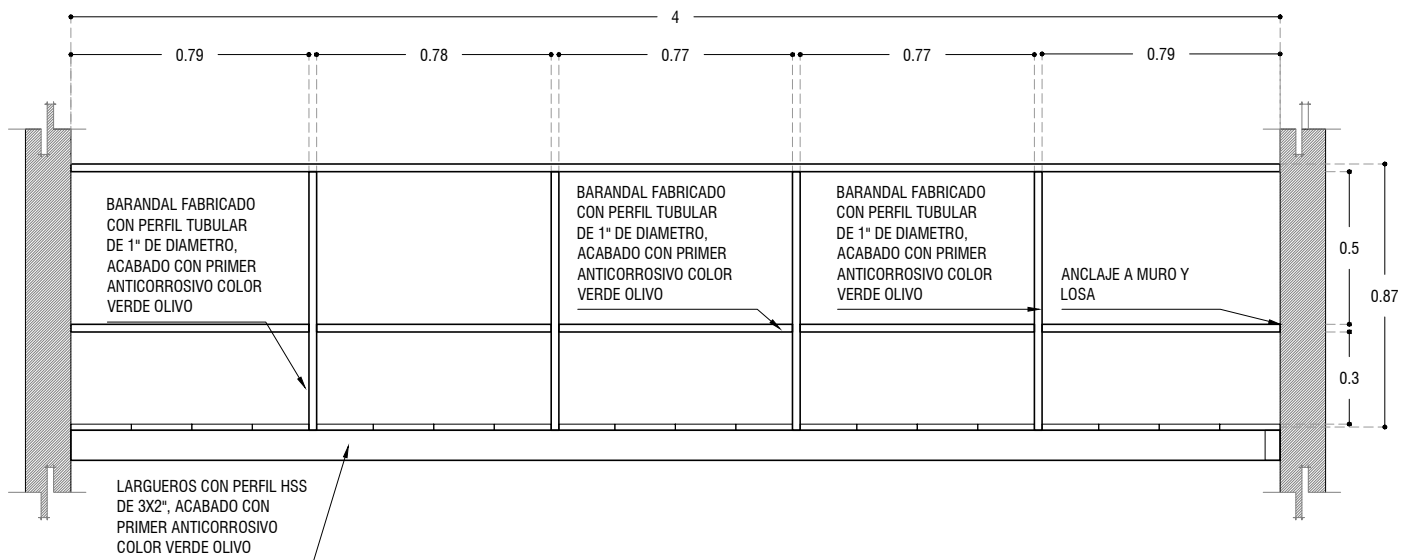 4
0.79
0.78
0.77
0.77
0.79
BARANDAL FABRICADO
CON PERFIL TUBULAR
DE 1" DE DIAMETRO,
ACABADO CON PRIMER
ANTICORROSIVO COLOR
VERDE OLIVO
BARANDAL FABRICADO
CON PERFIL TUBULAR
DE 1" DE DIAMETRO,
ACABADO CON PRIMER
ANTICORROSIVO COLOR
VERDE OLIVO
BARANDAL FABRICADO
CON PERFIL TUBULAR
DE 1" DE DIAMETRO,
ACABADO CON PRIMER
ANTICORROSIVO COLOR
VERDE OLIVO
ANCLAJE A MURO Y
LOSA
0.5
0.87
0.3
LARGUEROS CON PERFIL HSS
DE 3X2", ACABADO CON
PRIMER ANTICORROSIVO
COLOR VERDE OLIVO